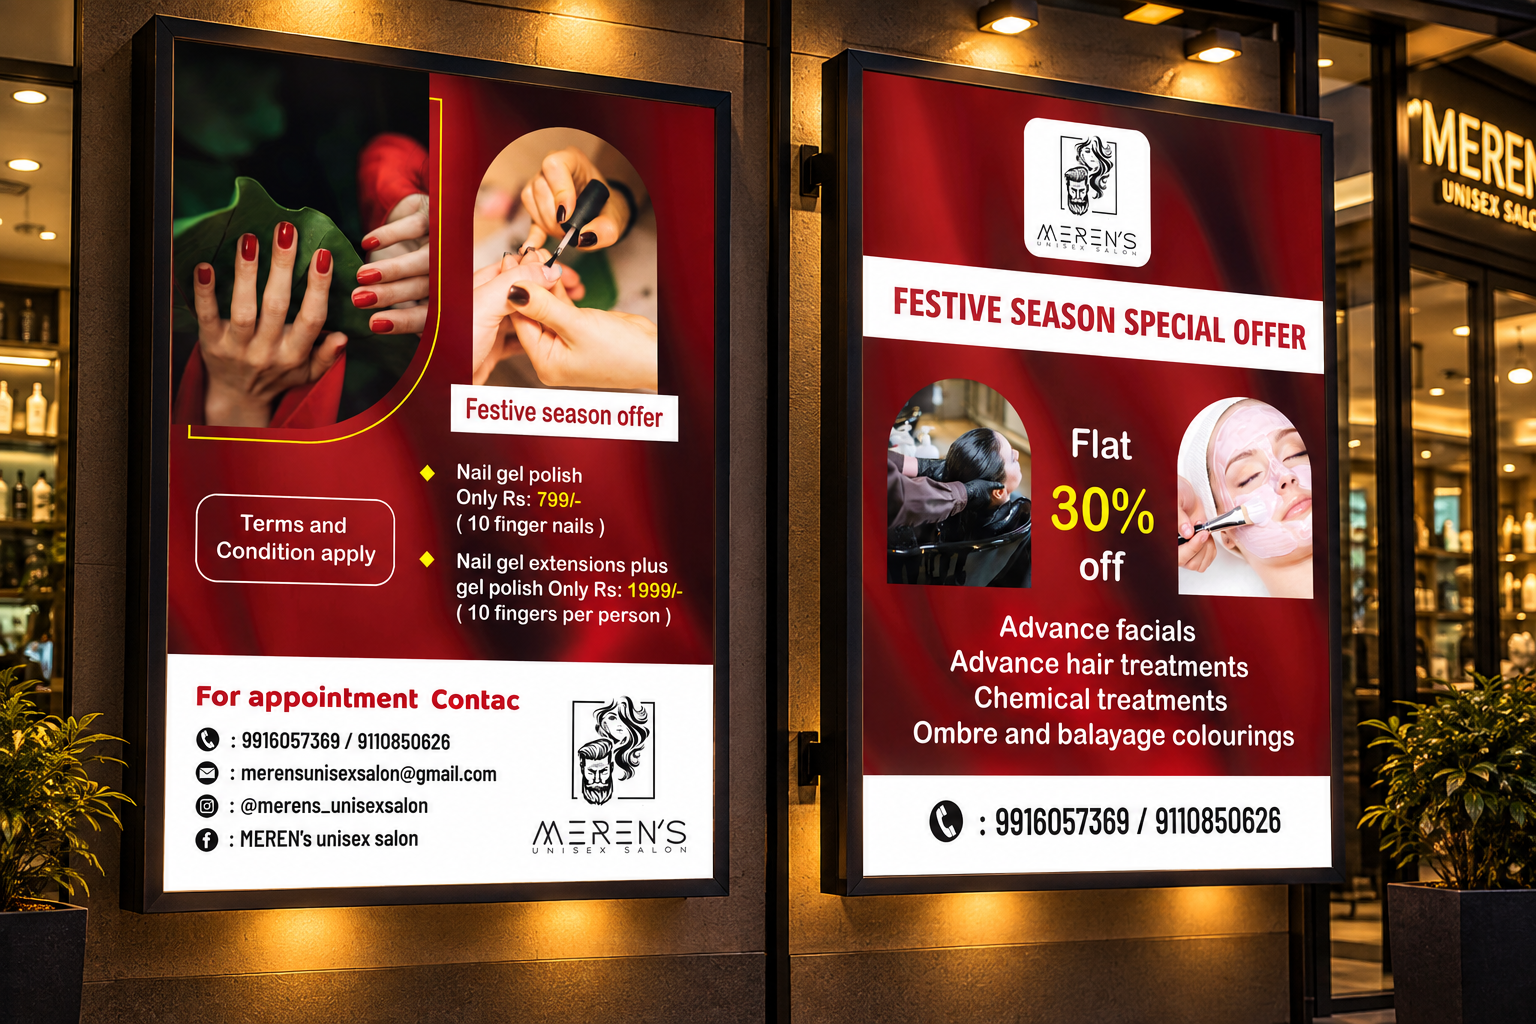 Festive season offer
Nail gel polish
Only Rs: 799/-
( 10 finger nails )
Nail gel extensions plus
gel polish Only Rs: 1999/-
( 10 fingers per person )
Terms and
Condition apply
For appointment Contac
: 9916057369 / 9110850626
: merensunisexsalon@gmail.com
: @merens_unisexsalon
: MEREN's unisex salon
MEREN'S
UNISEX SALON
MEREN'S
UNISEX SALON
FESTIVE SEASON SPECIAL OFFER
Flat
30%
off
Advance facials
Advance hair treatments
Chemical treatments
Ombre and balayage colourings
: 9916057369 / 9110850626
MEREN
UNISEX SALO